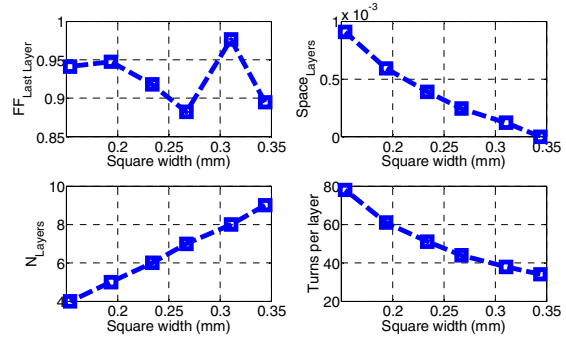 1
0.95
0.9
0.85
FF_Last Layer
0.2 0.25 0.3 0.35
Square width (mm)
x 10^-3
1
0.5
0
Space_Layers
0.2 0.25 0.3 0.35
Square width (mm)
10
8
6
4
N_Layers
0.2 0.25 0.3 0.35
Square width (mm)
80
60
40
20
Turns per layer
0.2 0.25 0.3 0.35
Square width (mm)